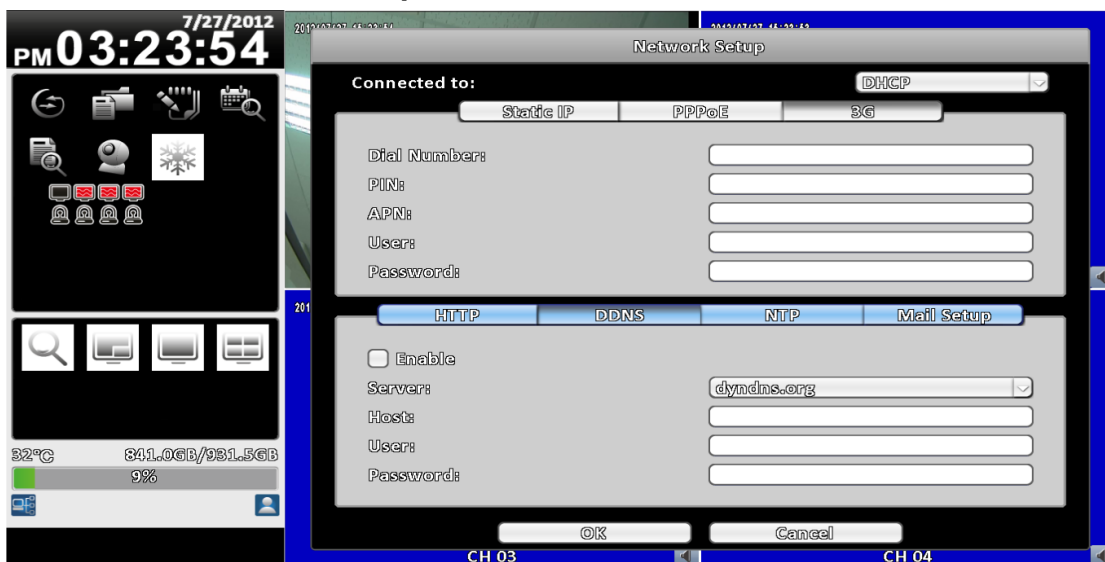 7/27/2012
PM 03:23:54
32°C 841.0GB/931.5GB
9%
Network Setup
Connected to: DHCP
Static IP PPPoE 3G
Dial Number:
PIN:
APN:
User:
Password:
201
HTTP DDNS NTP Mail Setup
Enable
Server: dyndns.org
Host:
User:
Password:
OK Cancel
CH 03 CH 04